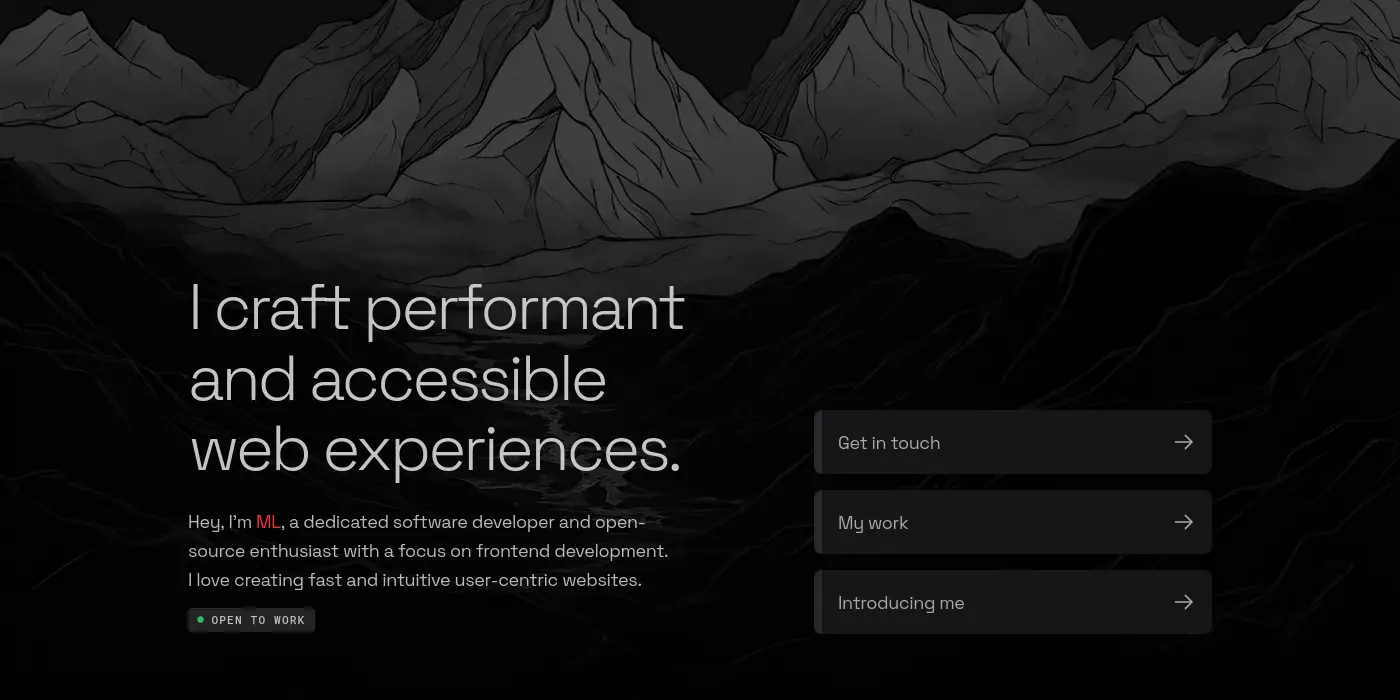 I craft performant
and accessible
web experiences.
Hey, I'm ML, a dedicated software developer and open-
source enthusiast with a focus on frontend development.
I love creating fast and intuitive user-centric websites.
OPEN TO WORK
Get in touch
My work
Introducing me